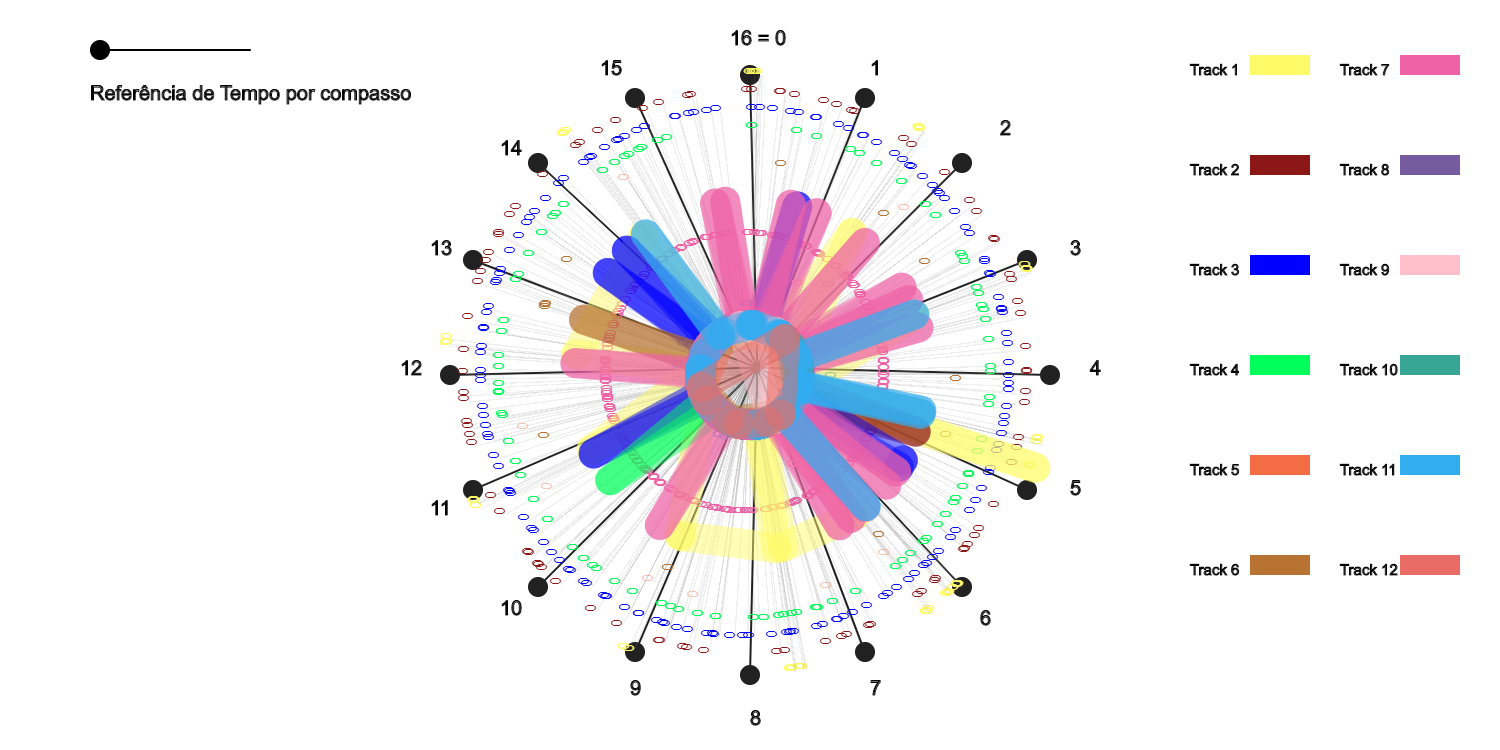 Referência de Tempo por compasso
16 = 0
1
2
3
4
5
6
7
8
9
10
11
12
13
14
15
Track 1
Track 2
Track 3
Track 4
Track 5
Track 6
Track 7
Track 8
Track 9
Track 10
Track 11
Track 12